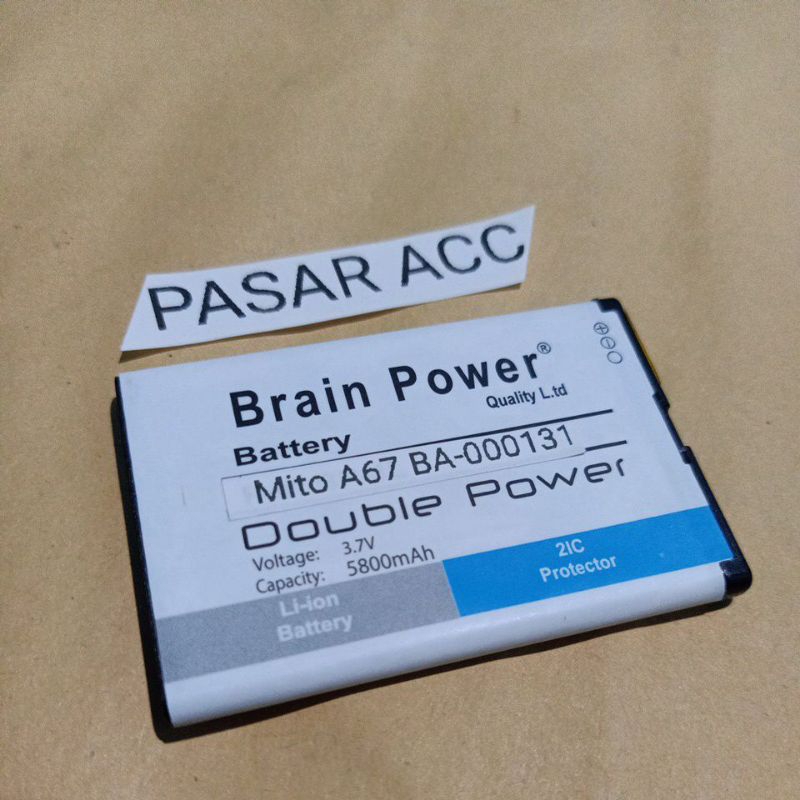 PASAR ACC
Brain Power®
Quality L.td
Battery
Mito A67 BA-000131
Double Power
Voltage: 3.7V
Capacity: 5800mAh
Li-ion
Battery
2IC
Protector